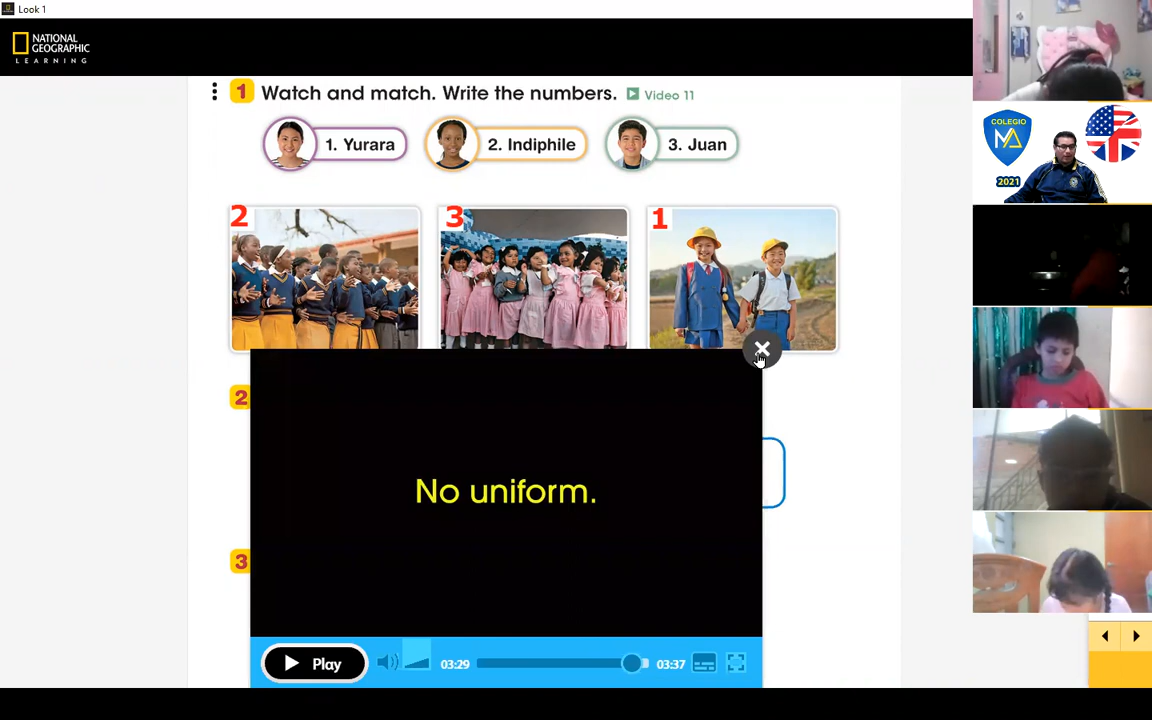 Look 1
NATIONAL
GEOGRAPHIC
LEARNING
1 Watch and match. Write the numbers. Video 11
1. Yurara
2. Indiphile
3. Juan
2
3
1
2
3
No uniform.
Play
03:29
03:37
COLEGIO
MA
2021